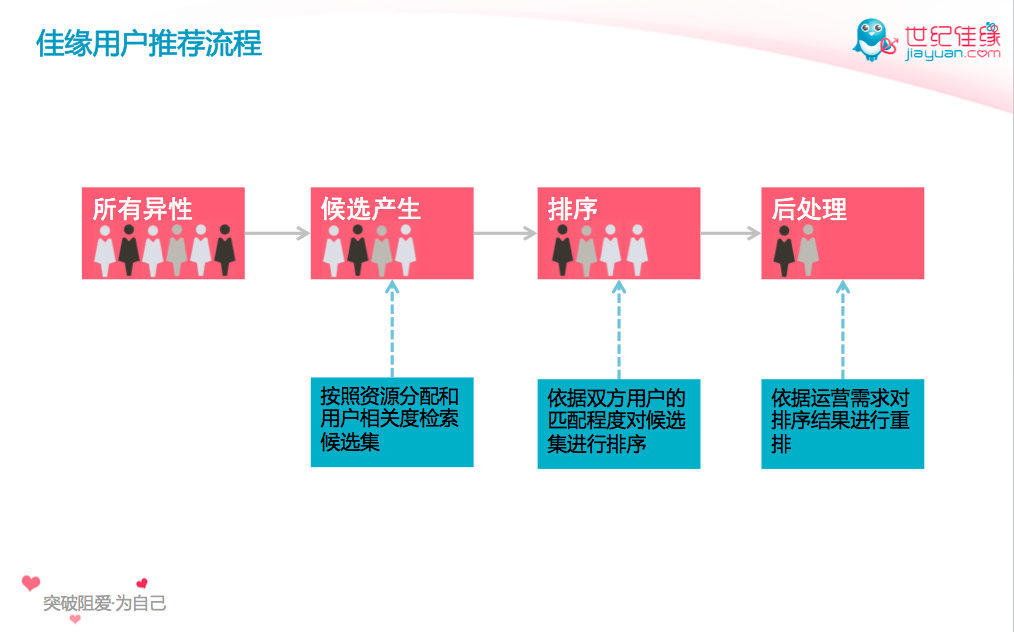 佳缘用户推荐流程
世纪佳缘
jiayuan.com
所有异性
候选产生
排序
后处理
按照资源分配和
用户相关度检索
候选集
依据双方用户的
匹配程度对候选
集进行排序
依据运营需求对
排序结果进行重
排
突破阻爱·为自己